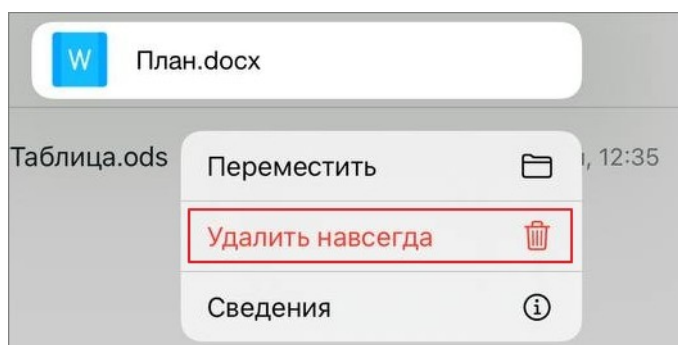 W План.docx
Таблица.ods , 12:35
Переместить
Удалить навсегда
Сведения